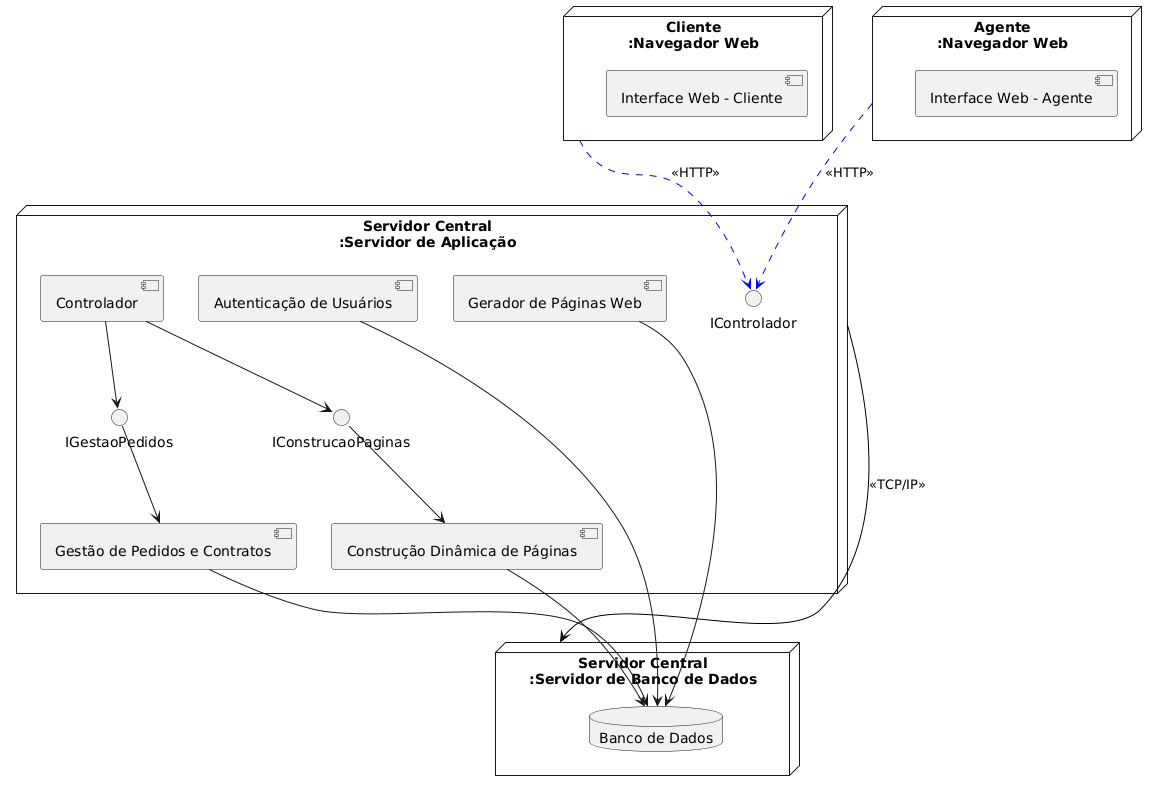 Cliente
:Navegador Web
Interface Web - Cliente
Agente
:Navegador Web
Interface Web - Agente
«HTTP»
«HTTP»
Servidor Central
:Servidor de Aplicação
Controlador
Autenticação de Usuários
Gerador de Páginas Web
IControlador
IGestaoPedidos
IConstrucaoPaginas
«TCP/IP»
Gestão de Pedidos e Contratos
Construção Dinâmica de Páginas
Servidor Central
:Servidor de Banco de Dados
Banco de Dados